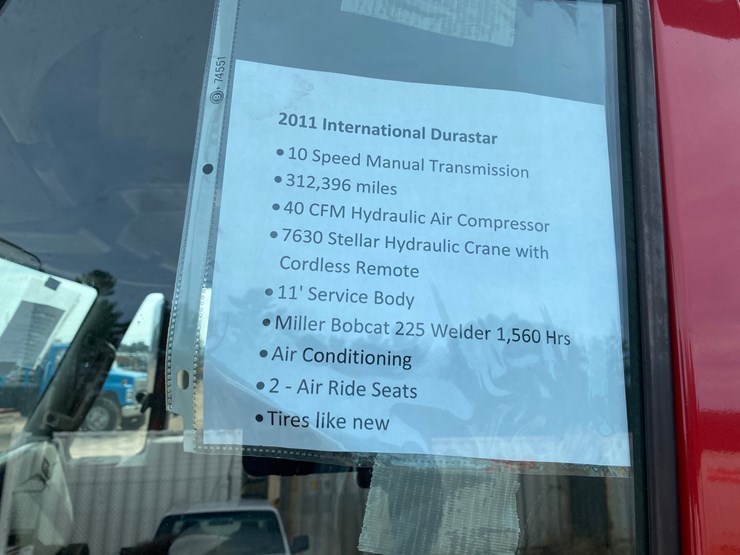 74551
2011 International Durastar
• 10 Speed Manual Transmission
• 312,396 miles
• 40 CFM Hydraulic Air Compressor
• 7630 Stellar Hydraulic Crane with
Cordless Remote
• 11' Service Body
• Miller Bobcat 225 Welder 1,560 Hrs
• Air Conditioning
• 2 - Air Ride Seats
• Tires like new